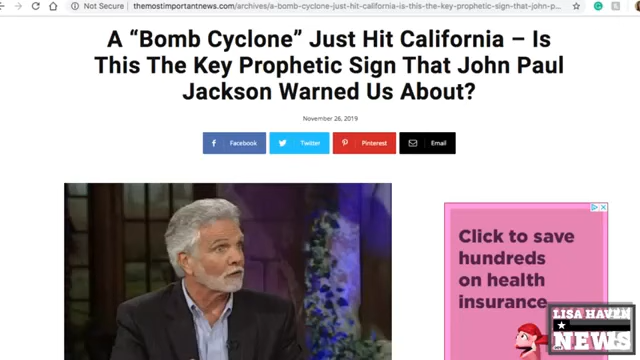 Not Secure
themostimportantnews.com/archives/a-bomb-cyclone-just-hit-california-is-this-the-key-prophetic-sign-that-john-p...
A “Bomb Cyclone” Just Hit California – Is
This The Key Prophetic Sign That John Paul
Jackson Warned Us About?
November 26, 2019
Facebook
Twitter
Pinterest
Email
Click to save
hundreds
on health
insurance
LISA HAVEN
NEWS